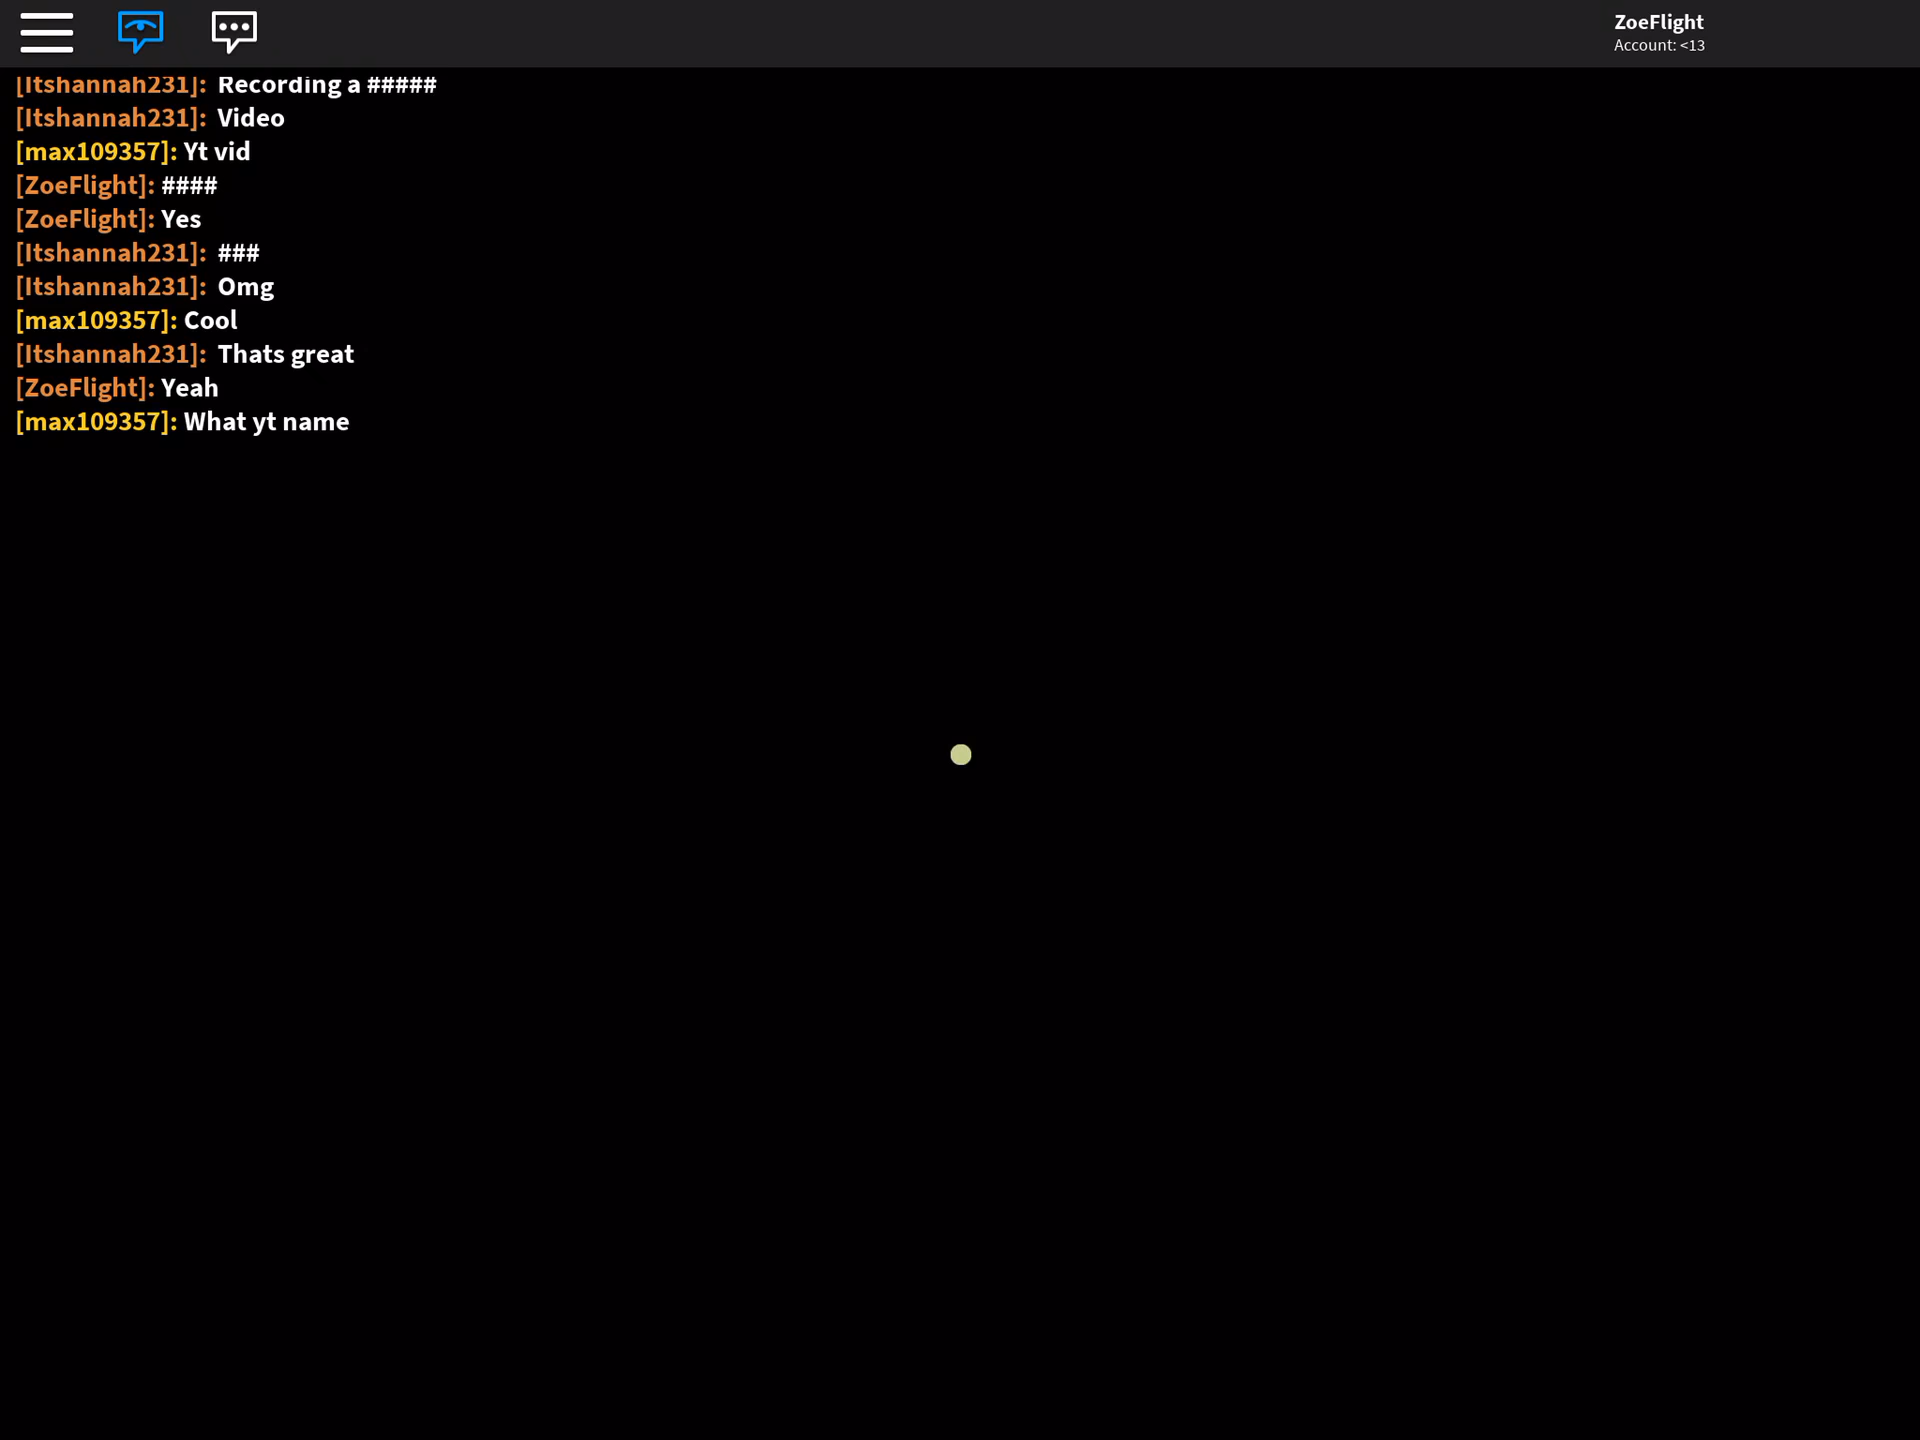 ZoeFlight
Account: <13
[Itshannah231]: Recording a #####
[Itshannah231]: Video
[max109357]: Yt vid
[ZoeFlight]: ####
[ZoeFlight]: Yes
[Itshannah231]: ###
[Itshannah231]: Omg
[max109357]: Cool
[Itshannah231]: Thats great
[ZoeFlight]: Yeah
[max109357]: What yt name